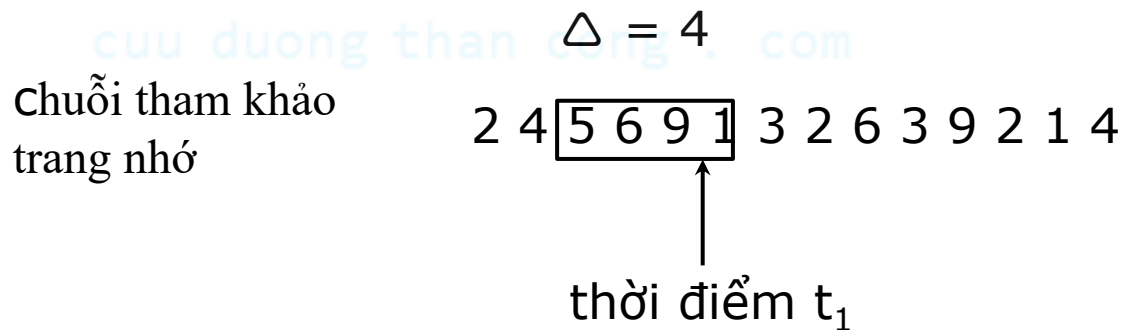 cuu duong than cong . com
△ = 4
Chuỗi tham khảo
trang nhớ
2 4 5 6 9 1 3 2 6 3 9 2 1 4
thời điểm t₁